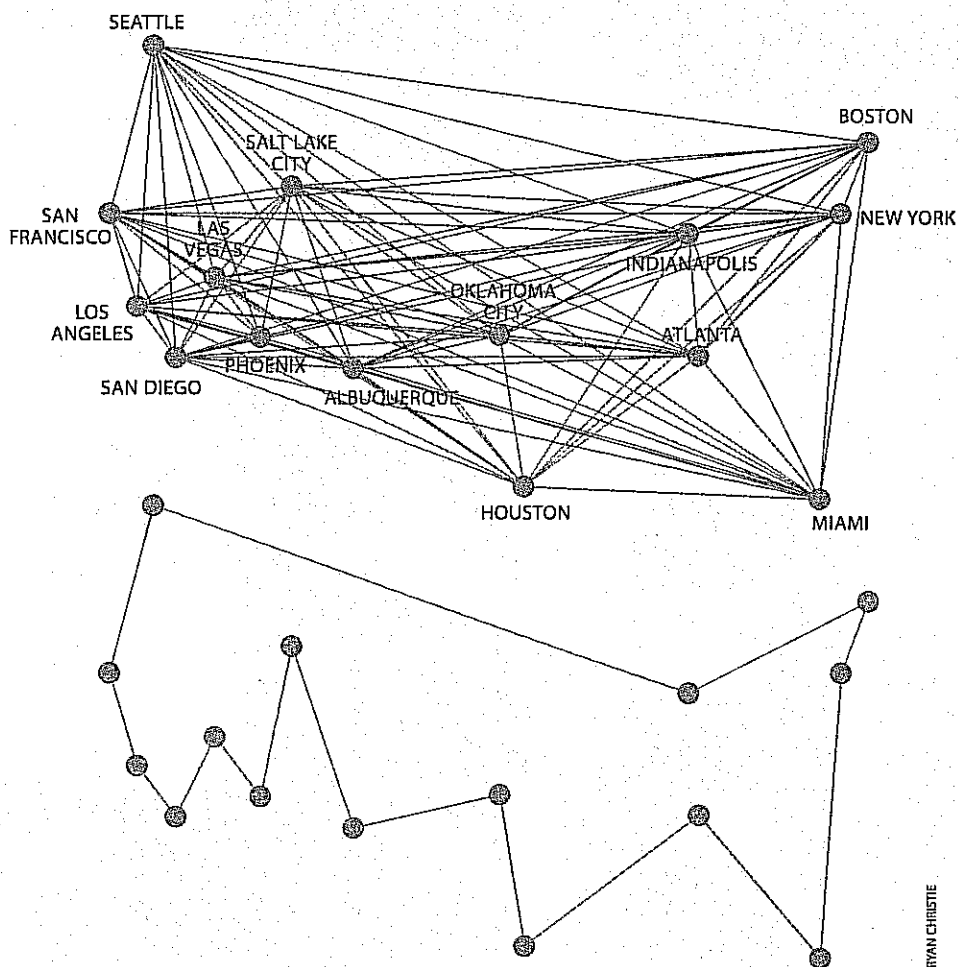 SEATTLE
BOSTON
SALT LAKE
CITY
SAN
FRANCISCO
LAS
VEGAS
NEW YORK
INDIANAPOLIS
OKLAHOMA
CITY
LOS
ANGELES
ATLANTA
PHOENIX
SAN DIEGO
ALBUQUERQUE
HOUSTON
MIAMI
RYAN CHRISTIE